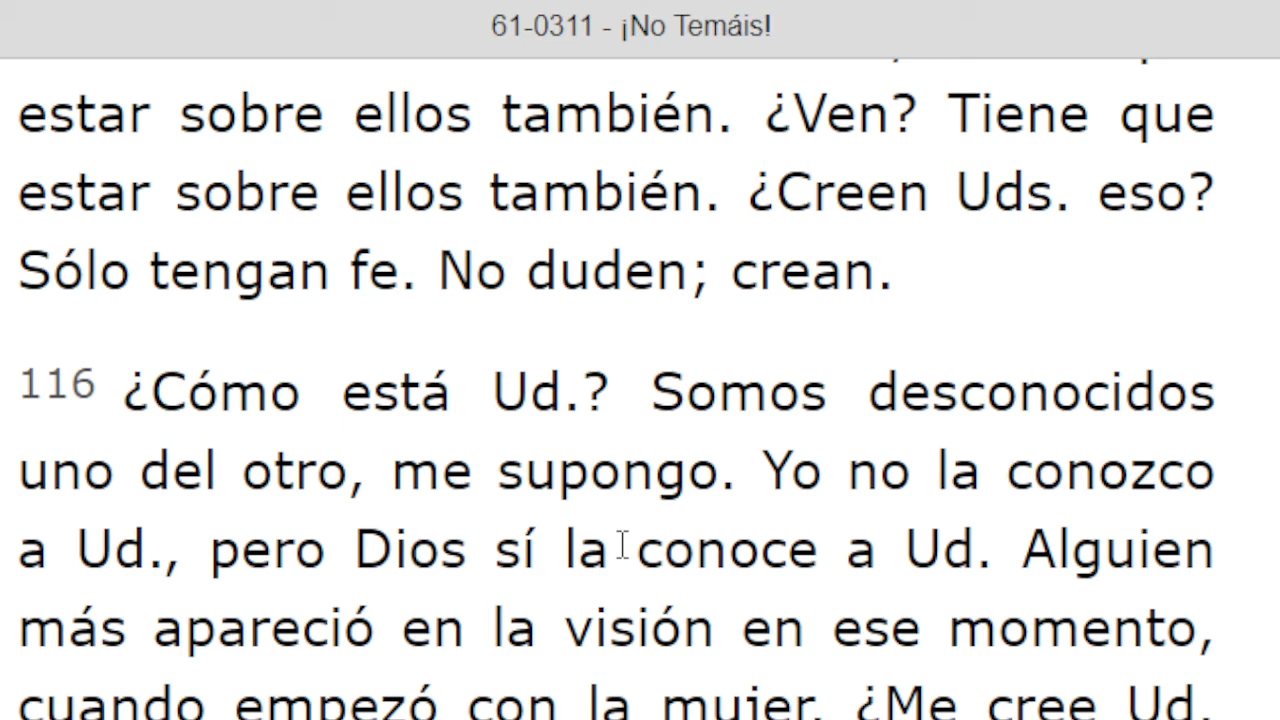 61-0311 - ¡No Temáis!
estar sobre ellos también. ¿Ven? Tiene que
estar sobre ellos también. ¿Creen Uds. eso?
Sólo tengan fe. No duden; crean.
116 ¿Cómo está Ud.? Somos desconocidos
uno del otro, me supongo. Yo no la conozco
a Ud., pero Dios sí la conoce a Ud. Alguien
más apareció en la visión en ese momento,
cuando empezó con la mujer. ¿Me cree Ud.